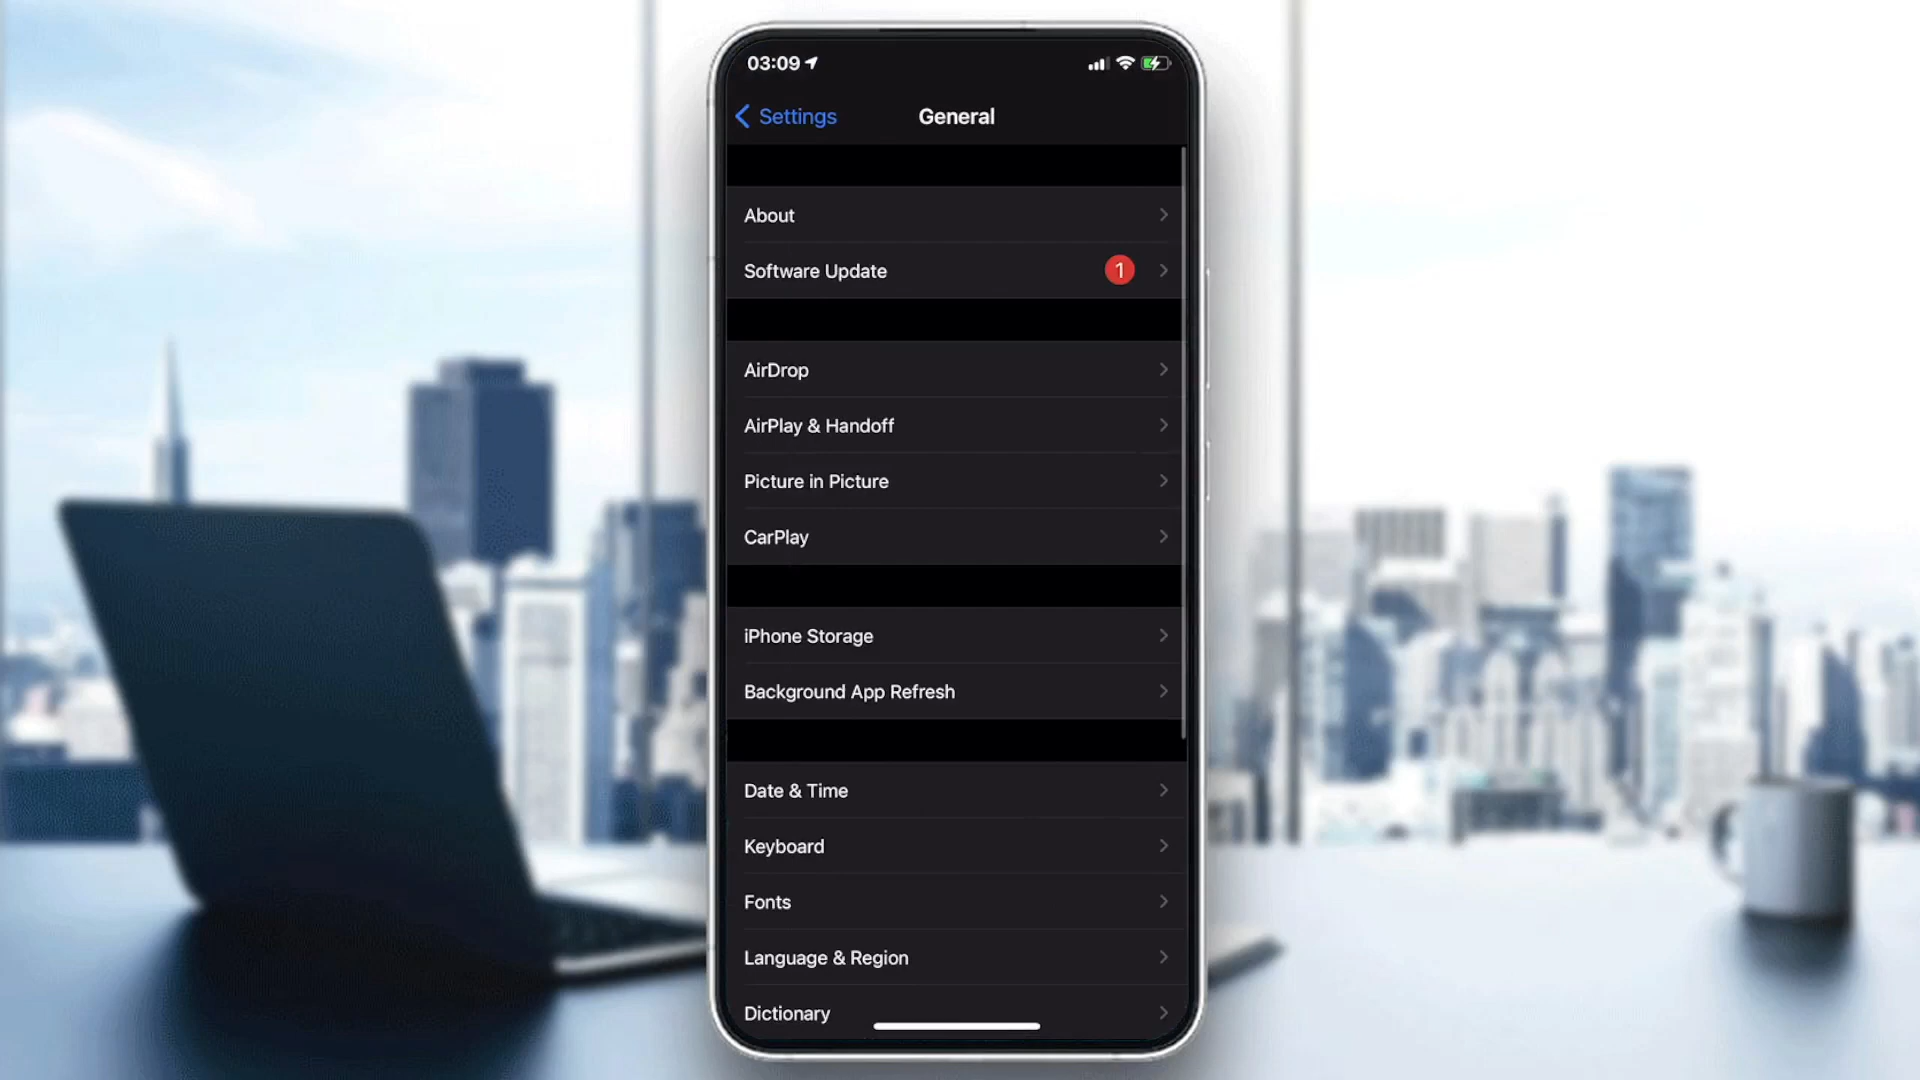 03:09
Settings
General
About
Software Update
1
AirDrop
AirPlay & Handoff
Picture in Picture
CarPlay
iPhone Storage
Background App Refresh
Date & Time
Keyboard
Fonts
Language & Region
Dictionary